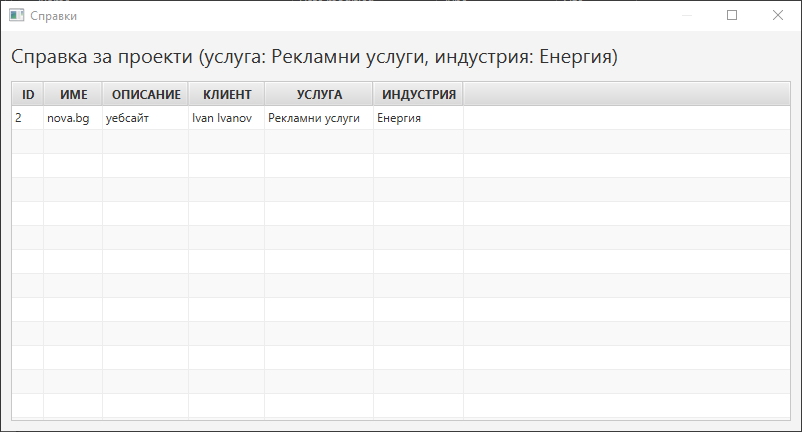 Справки
Справка за проекти (услуга: Рекламни услуги, индустрия: Енергия)
ID ИМЕ ОПИСАНИЕ КЛИЕНТ УСЛУГА ИНДУСТРИЯ
2 nova.bg уебсайт Ivan Ivanov Рекламни услуги Енергия